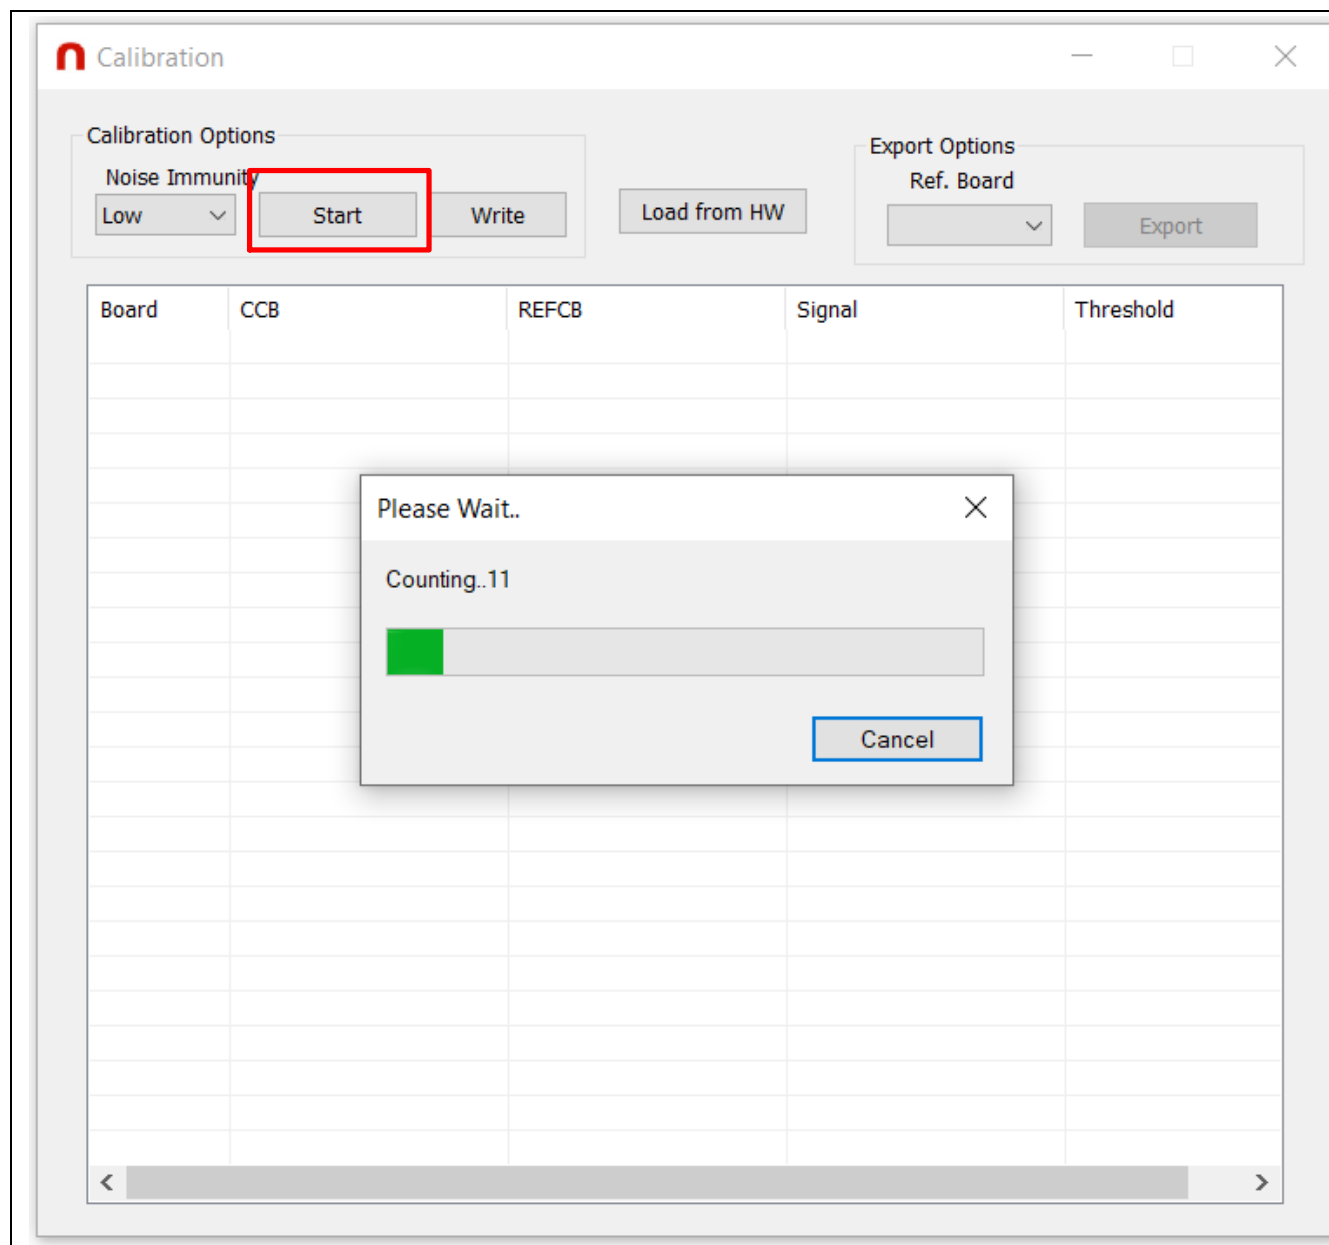 Calibration
Calibration Options
Noise Immunity
Low
Start
Write
Load from HW
Export Options
Ref. Board
Export
Board CCB REFCB Signal Threshold
Please Wait..
Counting..11
Cancel